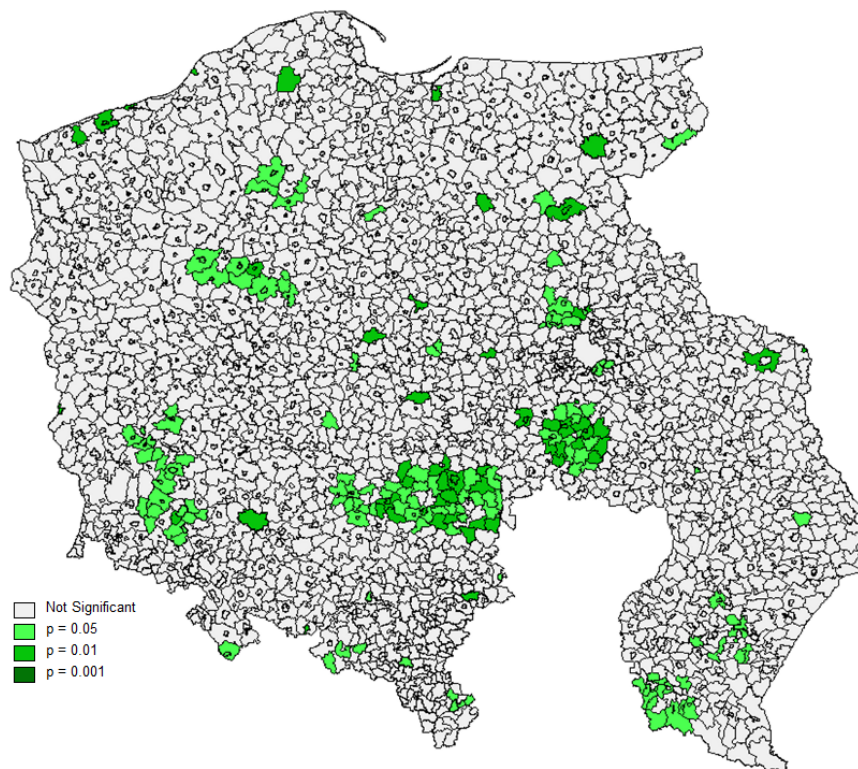 Not Significant
p = 0.05
p = 0.01
p = 0.001